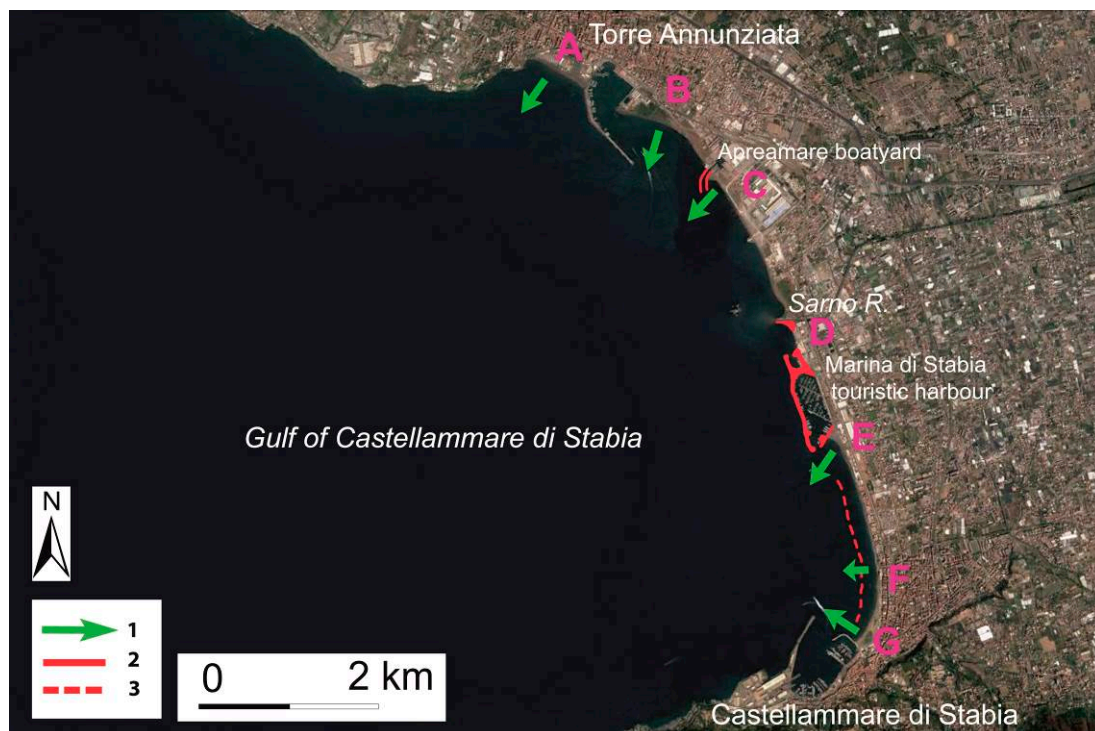 A
Torre Annunziata
B
Apreamare boatyard
C
Sarno R.
D
Marina di Stabia
touristic harbour
Gulf of Castellammare di Stabia
E
N
F
1
2
3
G
0 2 km
Castellammare di Stabia